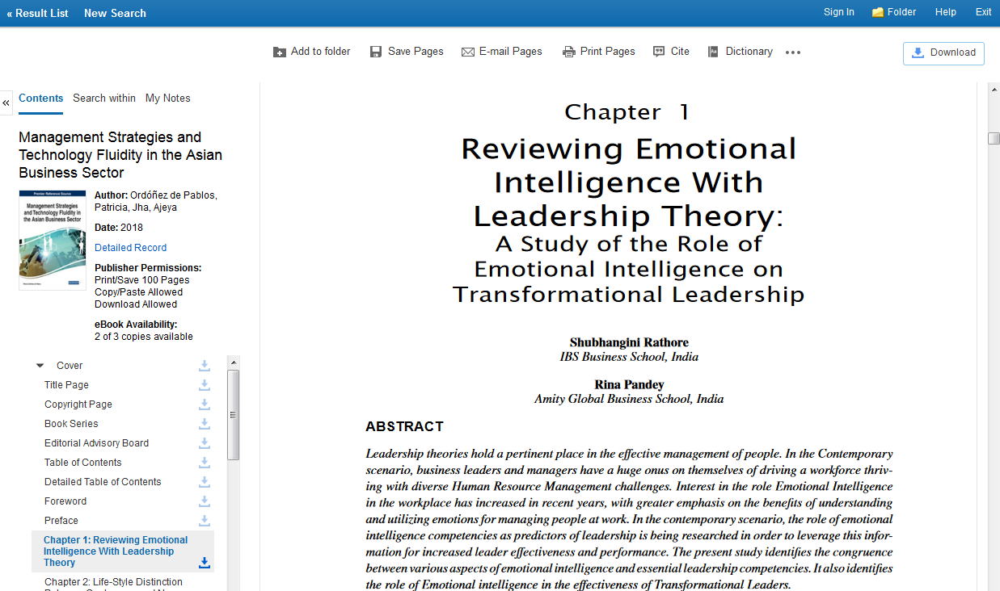 « Result List New Search Sign In Folder Help Exit
Add to folder Save Pages E-mail Pages Print Pages Cite Dictionary ••• Download
« Contents Search within My Notes
Management Strategies and
Technology Fluidity in the Asian
Business Sector
Premier Reference Source
Management Strategies
and Technology Fluidity in
the Asian Business Sector
Author: Ordóñez de Pablos,
Patricia, Jha, Ajeya
Date: 2018
Detailed Record
Publisher Permissions:
Print/Save 100 Pages
Copy/Paste Allowed
Download Allowed
eBook Availability:
2 of 3 copies available
Cover
Title Page
Copyright Page
Book Series
Editorial Advisory Board
Table of Contents
Detailed Table of Contents
Foreword
Preface
Chapter 1: Reviewing Emotional
Intelligence With Leadership
Theory
Chapter 2: Life-Style Distinction
Chapter 1
Reviewing Emotional
Intelligence With
Leadership Theory:
A Study of the Role of
Emotional Intelligence on
Transformational Leadership
Shubhangini Rathore
IBS Business School, India
Rina Pandey
Amity Global Business School, India
ABSTRACT
Leadership theories hold a pertinent place in the effective management of people. In the Contemporary
scenario, business leaders and managers have a huge onus on themselves of driving a workforce thriv-
ing with diverse Human Resource Management challenges. Interest in the role Emotional Intelligence
in the workplace has increased in recent years, with greater emphasis on the benefits of understanding
and utilizing emotions for managing people at work. In the contemporary scenario, the role of emotional
intelligence competencies as predictors of leadership is being researched in order to leverage this infor-
mation for increased leader effectiveness and performance. The present study identifies the congruence
between various aspects of emotional intelligence and essential leadership competencies. It also identifies
the role of Emotional intelligence in the effectiveness of Transformational Leaders.